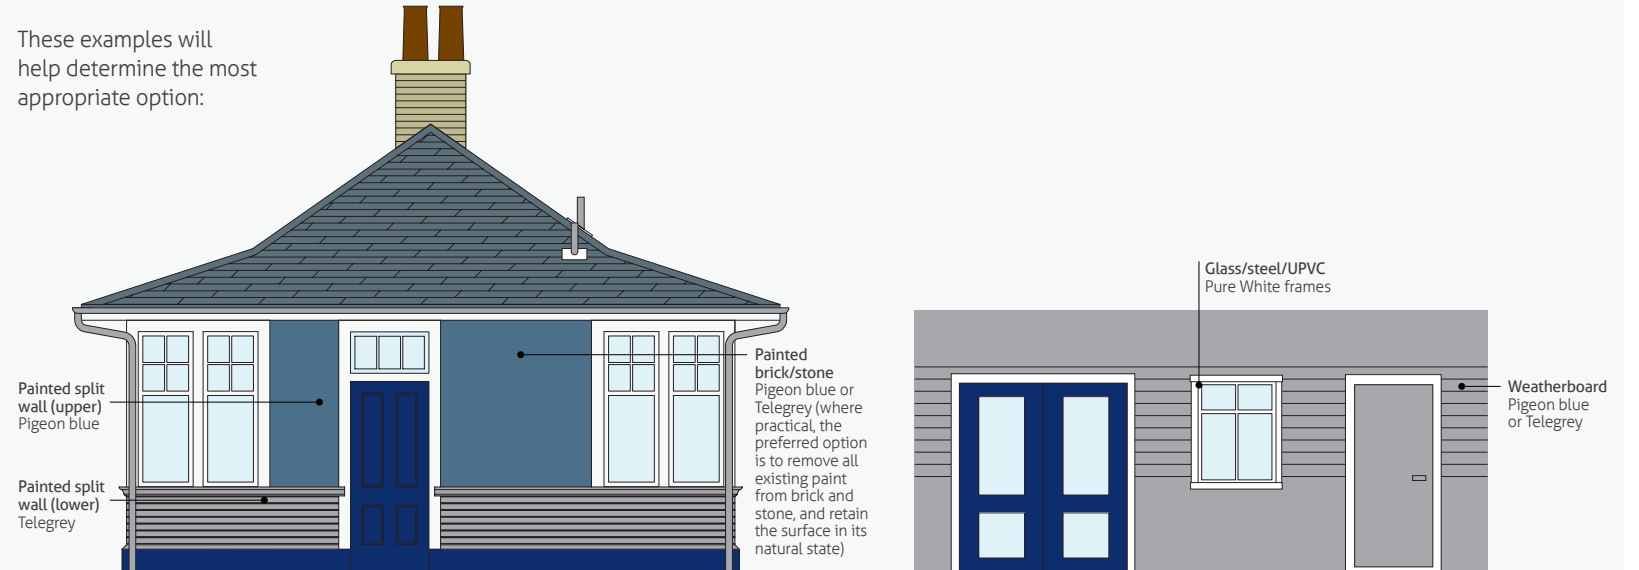 These examples will
help determine the most
appropriate option:
Painted split
wall (upper)
Pigeon blue
Painted split
wall (lower)
Telegrey
Painted
brick/stone
Pigeon blue or
Telegrey (where
practical, the
preferred option
is to remove all
existing paint
from brick and
stone, and retain
the surface in its
natural state)
Glass/steel/UPVC
Pure White frames
Weatherboard
Pigeon blue
or Telegrey